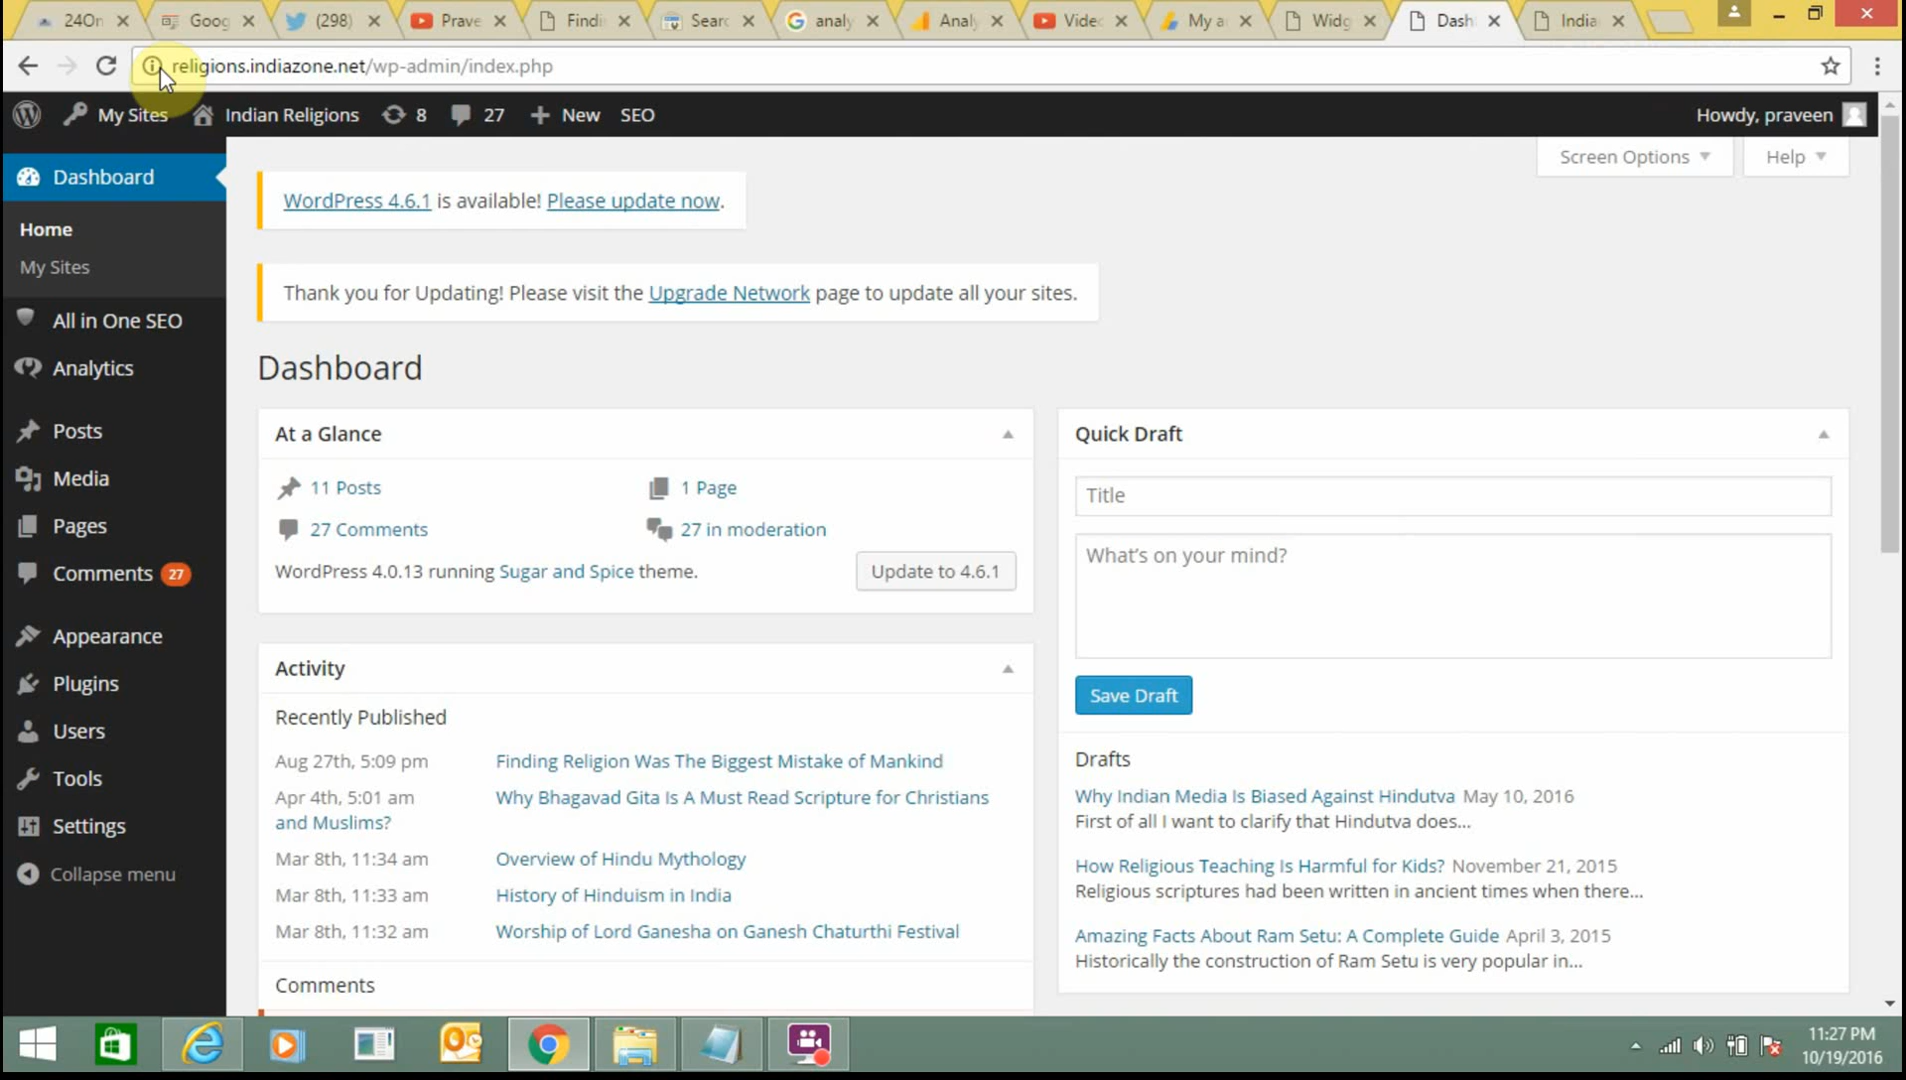 24On
Goog
(298)
Prave
Findi
Searc
analy
Analy
Video
My a
Widg
Dash
India
religions.indiazone.net/wp-admin/index.php
My Sites
Indian Religions
8
27
New
SEO
Howdy, praveen
Dashboard
Screen Options
Help
WordPress 4.6.1 is available! Please update now.
Home
My Sites
Thank you for Updating! Please visit the Upgrade Network page to update all your sites.
All in One SEO
Analytics
Dashboard
Posts
Media
Pages
Comments 27
Appearance
Plugins
Users
Tools
Settings
Collapse menu
At a Glance
11 Posts
1 Page
27 Comments
27 in moderation
WordPress 4.0.13 running Sugar and Spice theme.
Update to 4.6.1
Activity
Recently Published
Aug 27th, 5:09 pm Finding Religion Was The Biggest Mistake of Mankind
Apr 4th, 5:01 am Why Bhagavad Gita Is A Must Read Scripture for Christians
and Muslims?
Mar 8th, 11:34 am Overview of Hindu Mythology
Mar 8th, 11:33 am History of Hinduism in India
Mar 8th, 11:32 am Worship of Lord Ganesha on Ganesh Chaturthi Festival
Comments
Quick Draft
Title
What's on your mind?
Save Draft
Drafts
Why Indian Media Is Biased Against Hindutva May 10, 2016
First of all I want to clarify that Hindutva does...
How Religious Teaching Is Harmful for Kids? November 21, 2015
Religious scriptures had been written in ancient times when there...
Amazing Facts About Ram Setu: A Complete Guide April 3, 2015
Historically the construction of Ram Setu is very popular in...
11:27 PM
10/19/2016